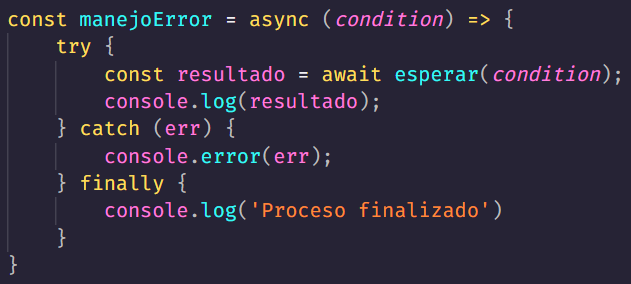 const manejoError = async (condition) => {
    try {
        const resultado = await esperar(condition);
        console.log(resultado);
    } catch (err) {
        console.error(err);
    } finally {
        console.log('Proceso finalizado')
    }
}